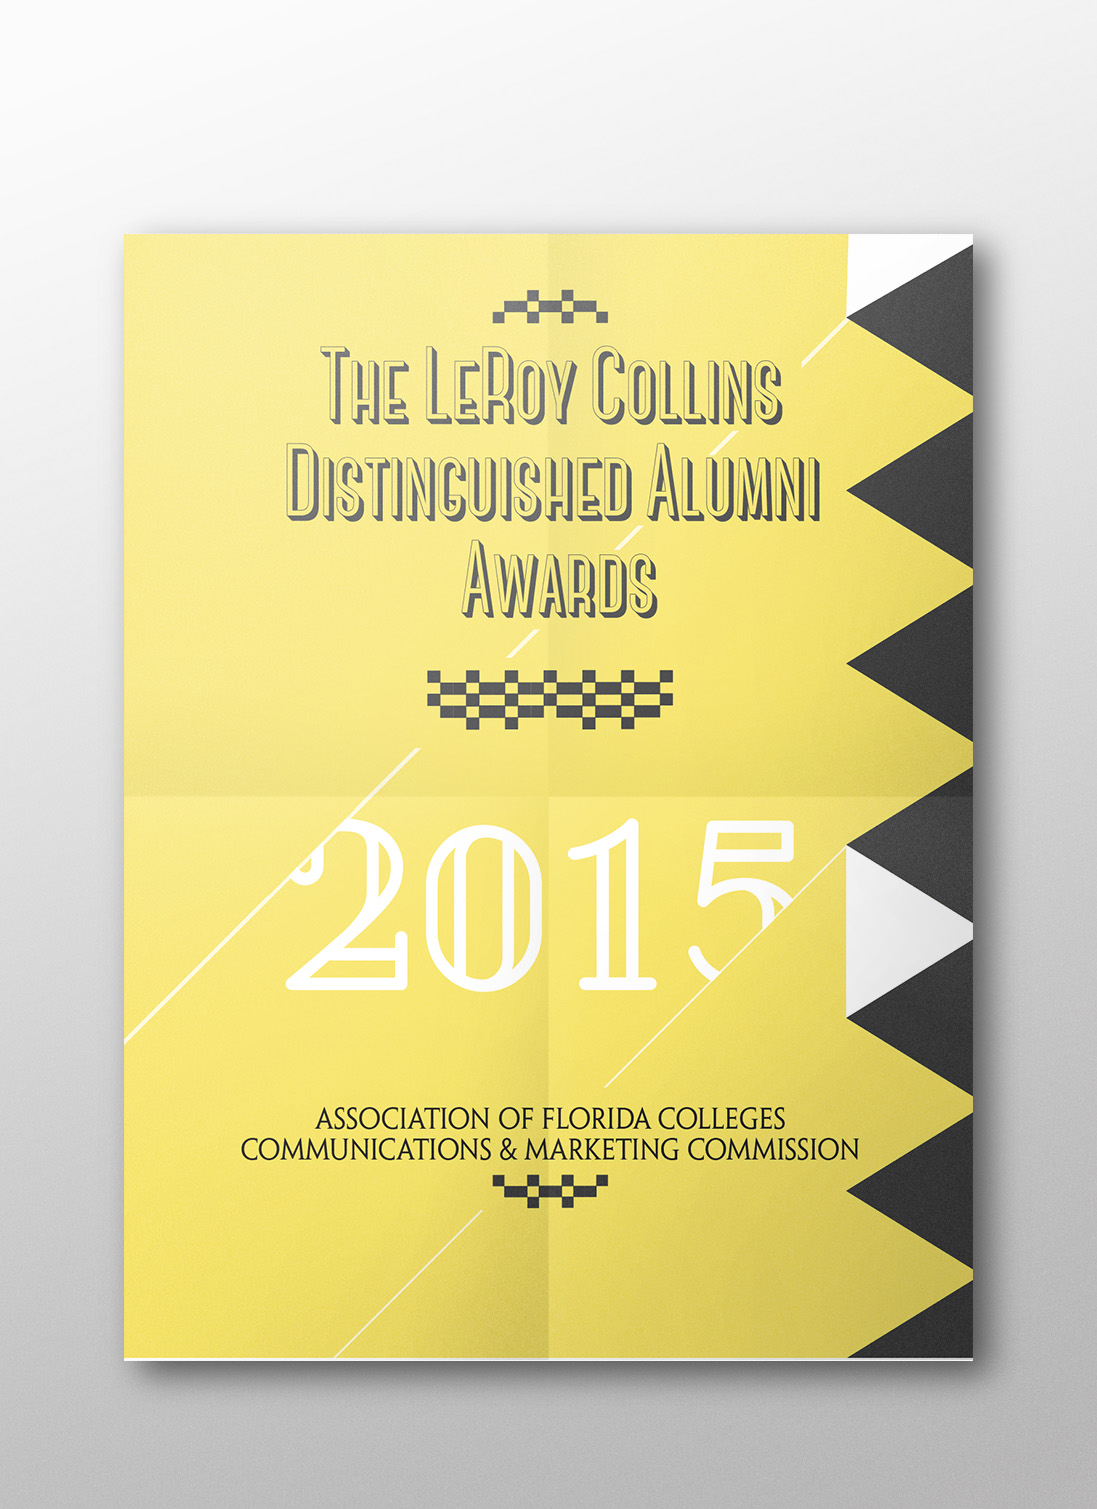 The LeRoy Collins
Distinguished Alumni
Awards
2015
ASSOCIATION OF FLORIDA COLLEGES
COMMUNICATIONS & MARKETING COMMISSION